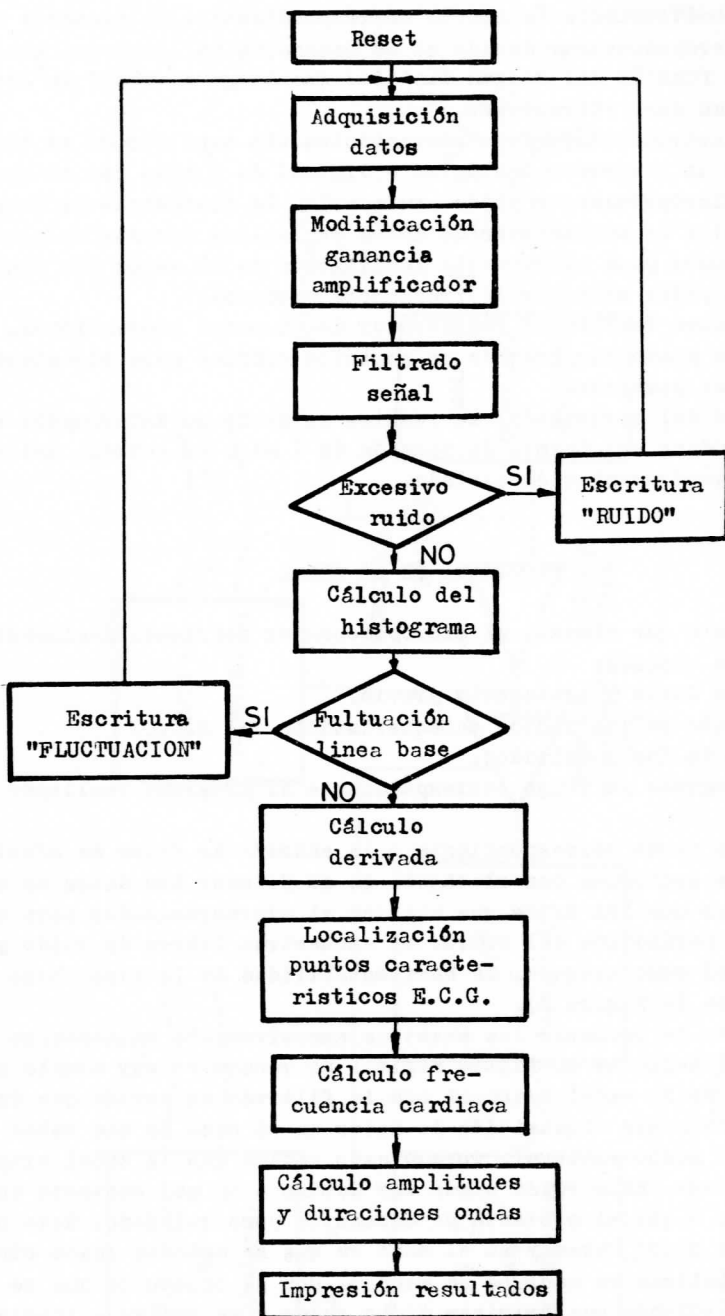 Reset
Adquisición
datos
Modificación
ganancia
amplificador
Filtrado
señal
Excesivo
ruido
SI
Escritura
"RUIDO"
NO
Cálculo del
histograma
Fultuación
linea base
SI
Escritura
"FLUCTUACION"
NO
Cálculo
derivada
Localización
puntos caracte-
risticos E.C.G.
Cálculo fre-
cuencia cardiaca
Cálculo amplitudes
y duraciones ondas
Impresión resultados